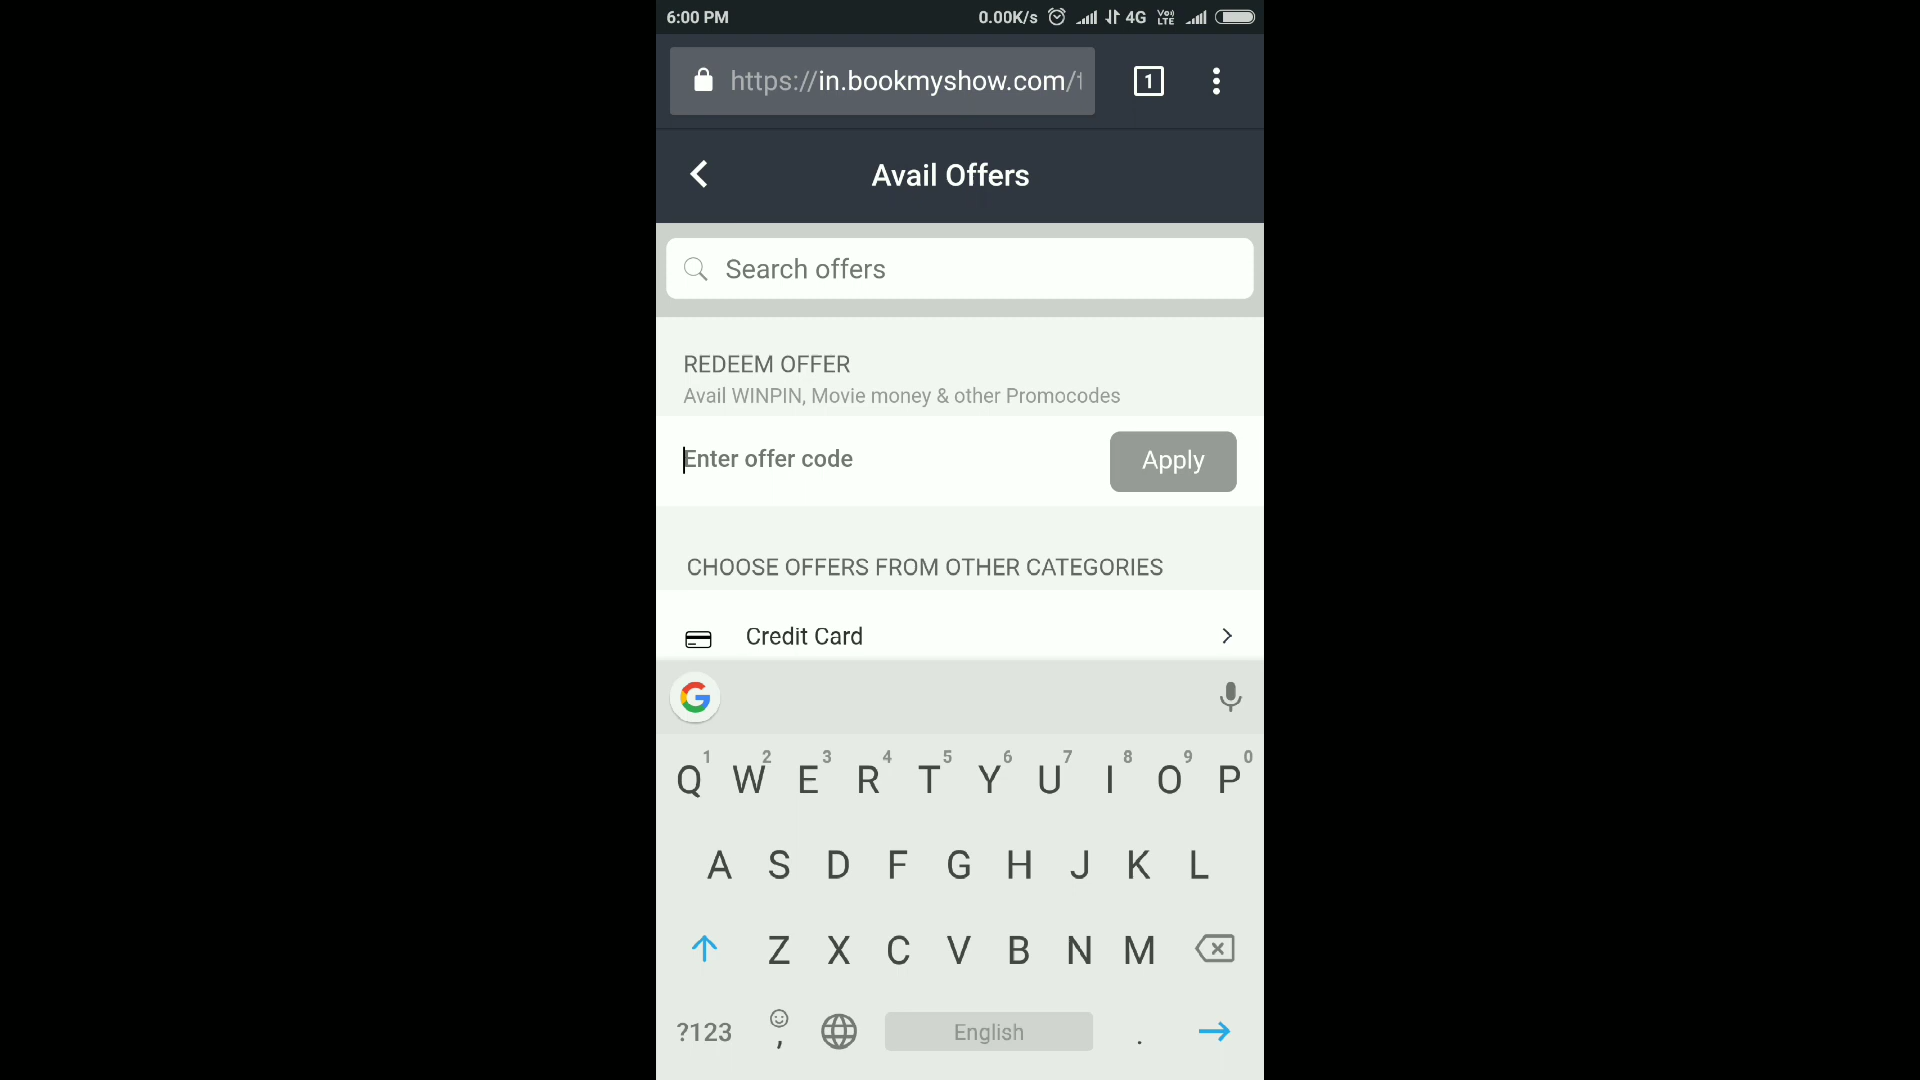 6:00 PM 0.00K/s 4G VoLTE
https://in.bookmyshow.com/ 1
Avail Offers
Search offers
REDEEM OFFER
Avail WINPIN, Movie money & other Promocodes
Enter offer code Apply
CHOOSE OFFERS FROM OTHER CATEGORIES
Credit Card
G
1 2 3 4 5 6 7 8 9 0
Q W E R T Y U I O P
A S D F G H J K L
Z X C V B N M
?123 , English .